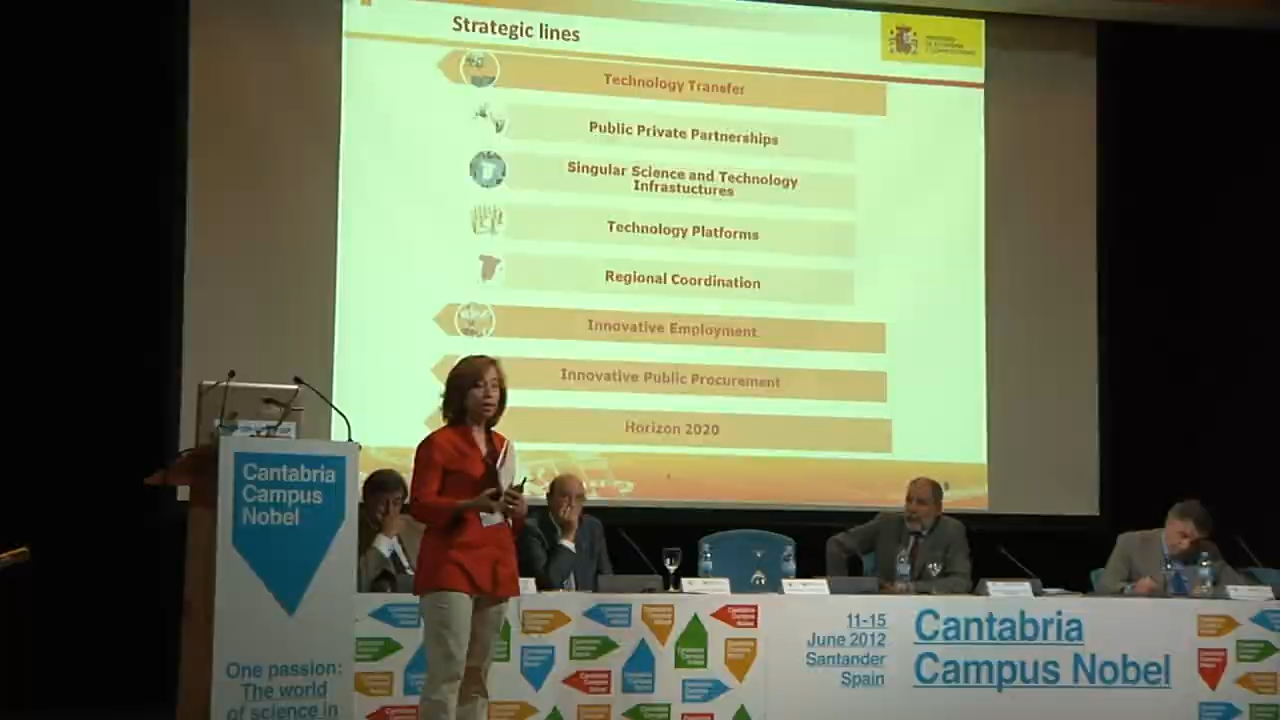 Strategic lines
Technology Transfer
Public Private Partnerships
Singular Science and Technology
Infrastuctures
Technology Platforms
Regional Coordination
Innovative Employment
Innovative Public Procurement
Horizon 2020
Cantabria
Campus
Nobel
One passion:
The world
of science in
11-15
June 2012
Santander
Spain
Cantabria
Campus Nobel